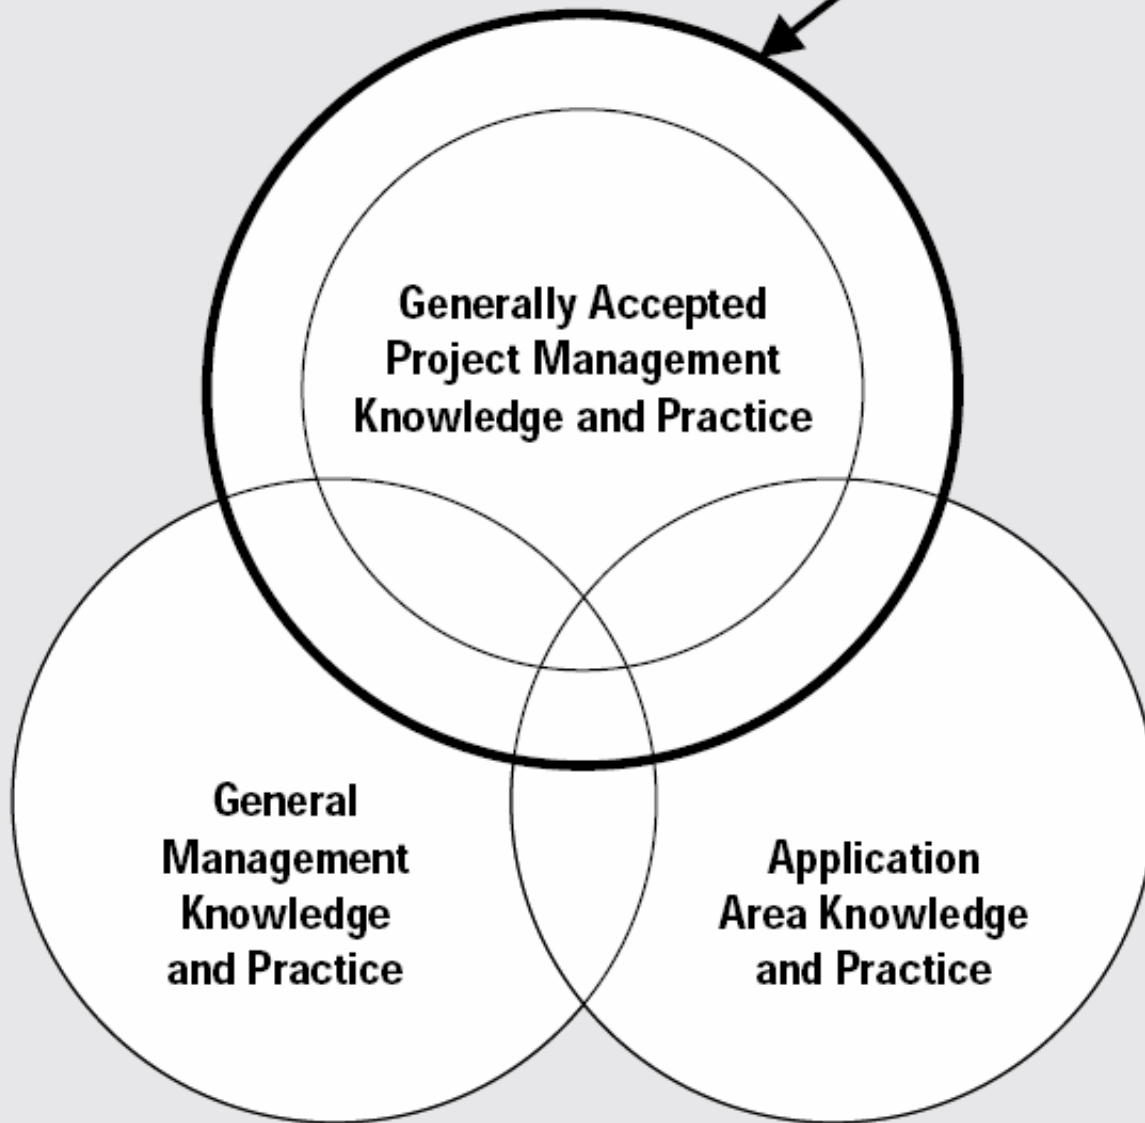 Generally Accepted
Project Management
Knowledge and Practice
General
Management
Knowledge
and Practice
Application
Area Knowledge
and Practice